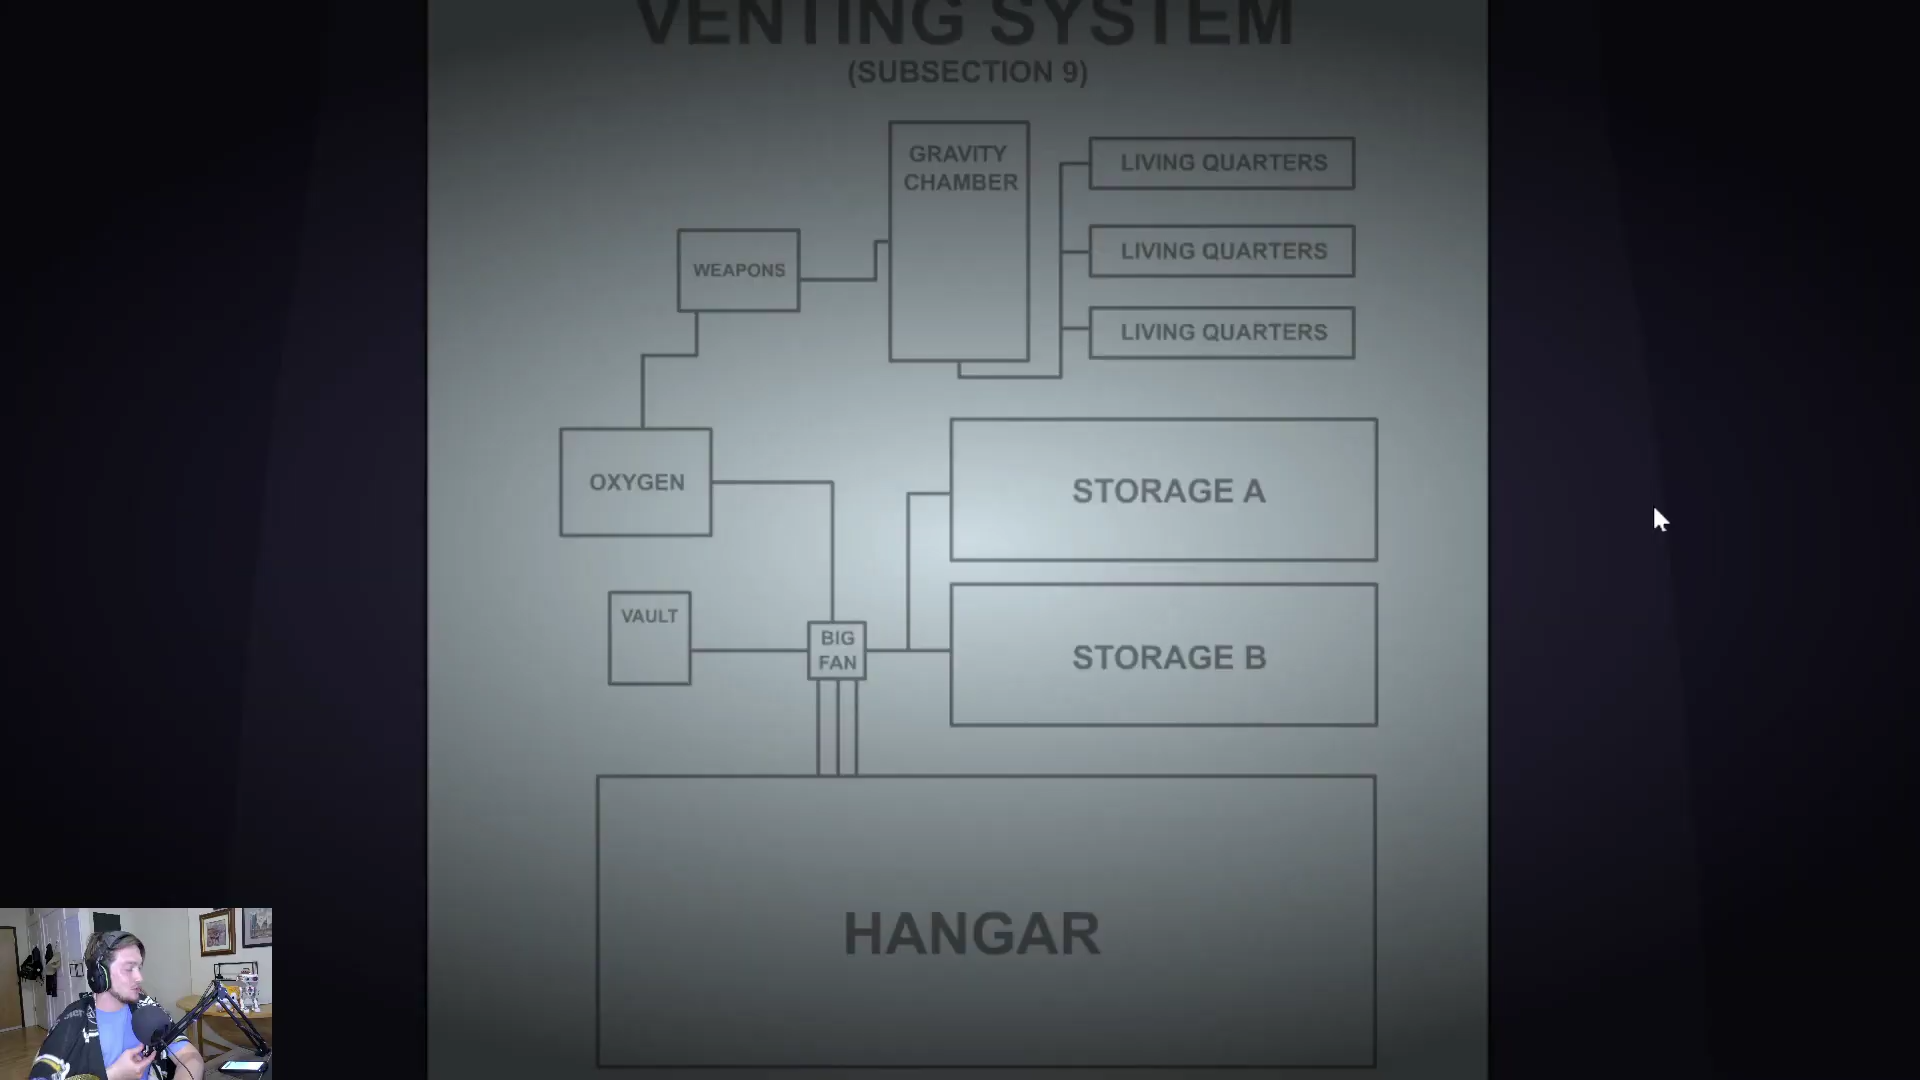 VENTING SYSTEM
(SUBSECTION 9)
GRAVITY
CHAMBER
LIVING QUARTERS
WEAPONS
LIVING QUARTERS
LIVING QUARTERS
OXYGEN
STORAGE A
VAULT
BIG
FAN
STORAGE B
HANGAR